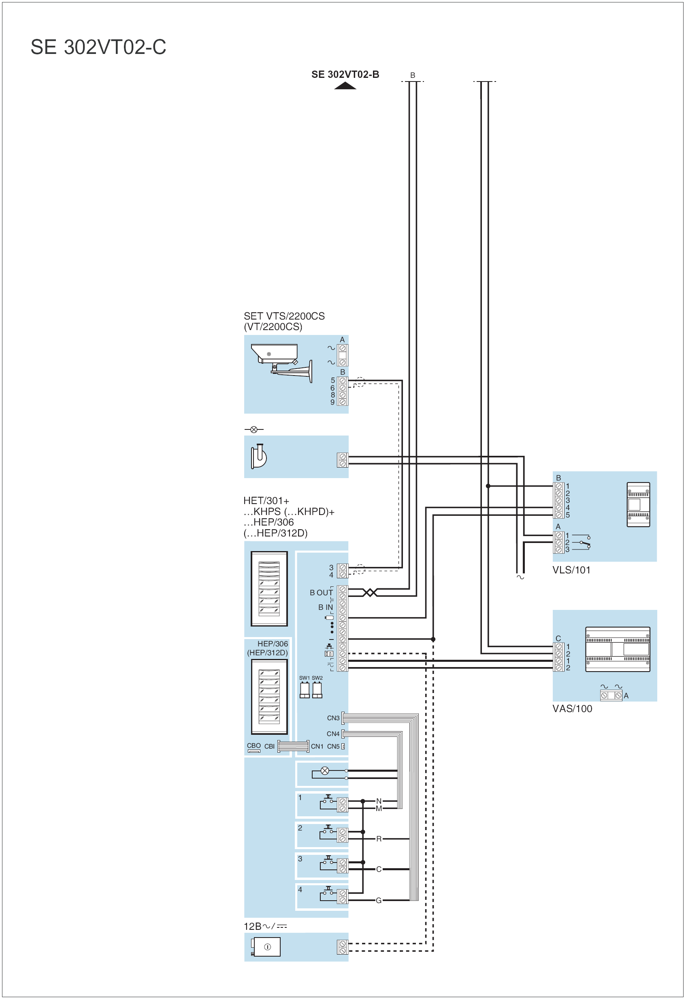 SE 302VT02-C
SE 302VT02-B
B
SET VTS/2200CS
(VT/2200CS)
A
B
5
6
8
9
HET/301+
...KHPS (...KHPD)+
...HEP/306
(...HEP/312D)
3
4
B OUT
B IN
HEP/306
(HEP/312D)
SW1 SW2
CN3
CN4
CBO CBI CN1 CN5
1
N
M
2
R
3
C
4
G
12B~/⎓
B
1
2
3
4
5
A
1
2
3
VLS/101
~
C
1
2
1
2
A
VAS/100